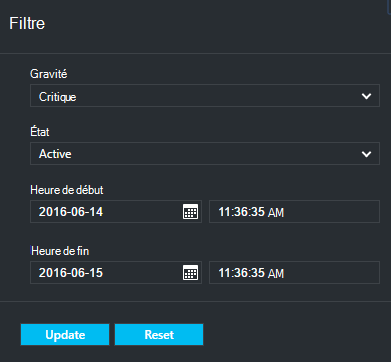 Filtre
Gravité
Critique
État
Active
Heure de début
2016-06-14 11:36:35 AM
Heure de fin
2016-06-15 11:36:35 AM
Update Reset